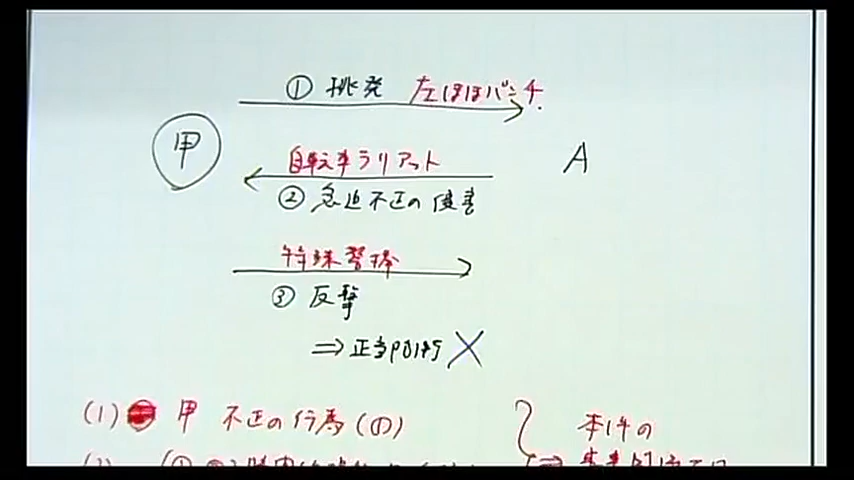 ① 挑発 左ほほパンチ
甲
A
自転車ラリアット
② 急迫不正の侵害
特殊警棒
③ 反撃
⇒正当防衛 X
(1) 甲 不正の行為 (①)
本件の